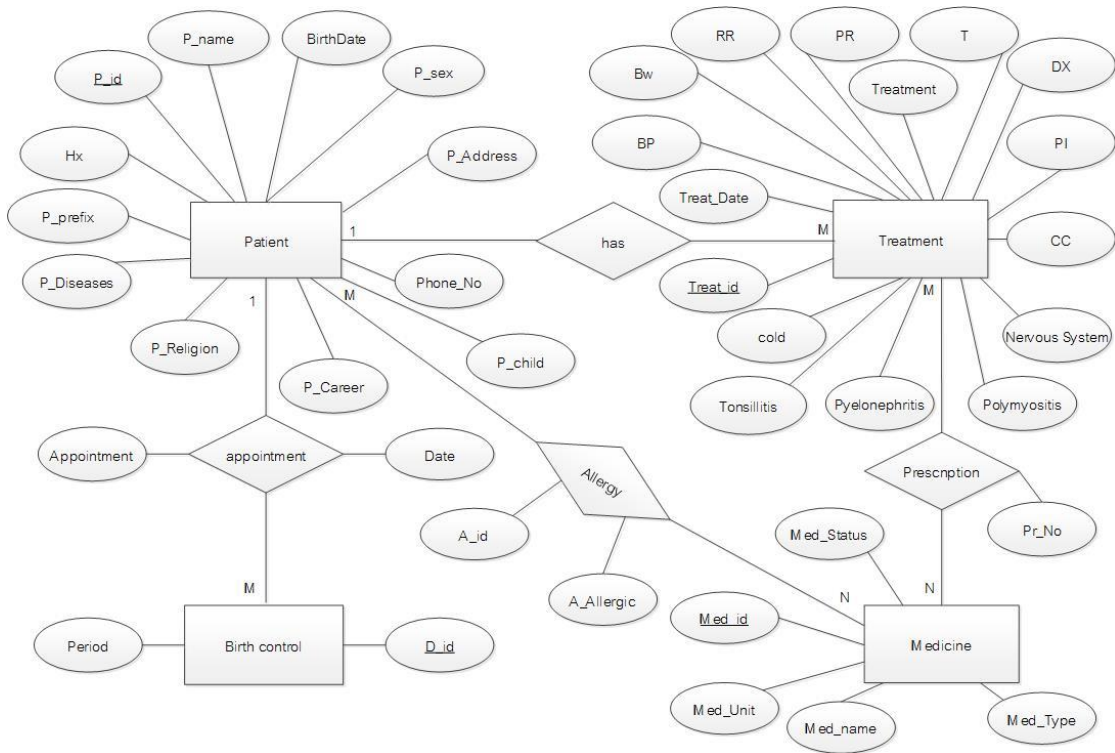 P_name
BirthDate
P_id
P_sex
Hx
P_Address
P_prefix
Patient
P_Diseases
Phone_No
P_Religion
P_Career
P_child
1
M
1
has
M
RR
PR
T
Bw
Treatment
DX
BP
PI
Treat_Date
Treatment
CC
Treat_id
M
cold
Nervous System
Tonsillitis
Pyelonephritis
Polymyositis
Appointment
appointment
Date
Allergy
Prescnption
A_id
A_Allergic
Pr_No
Med_Status
M
N
N
Period
Birth control
D_id
Med_id
Medicine
Med_Unit
Med_name
Med_Type